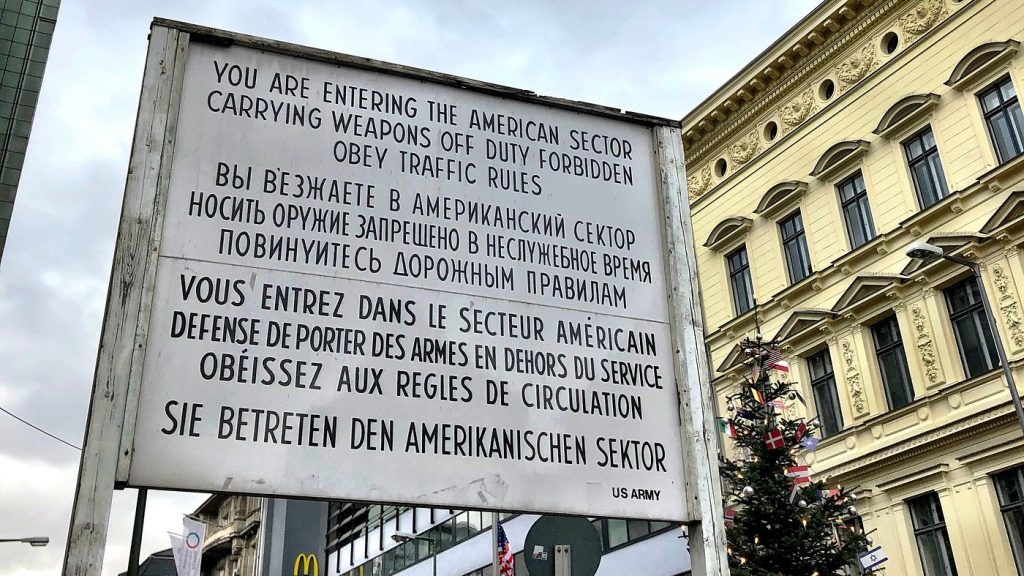 YOU ARE ENTERING THE AMERICAN SECTOR
CARRYING WEAPONS OFF DUTY FORBIDDEN
OBEY TRAFFIC RULES
ВЫ ВЪЕЗЖАЕТЕ В АМЕРИКАНСКИЙ СЕКТОР
НОСИТЬ ОРУЖИЕ ЗАПРЕЩЕНО В НЕСЛУЖЕБНОЕ ВРЕМЯ
ПОВИНУИТЕСЬ ДОРОЖНЫМ ПРАВИЛАМ
VOUS ENTREZ DANS LE SECTEUR AMÉRICAIN
DEFENSE DE PORTER DES ARMES EN DEHORS DU SERVICE
OBÉISSEZ AUX REGLES DE CIRCULATION
SIE BETRETEN DEN AMERIKANISCHEN SEKTOR
US ARMY